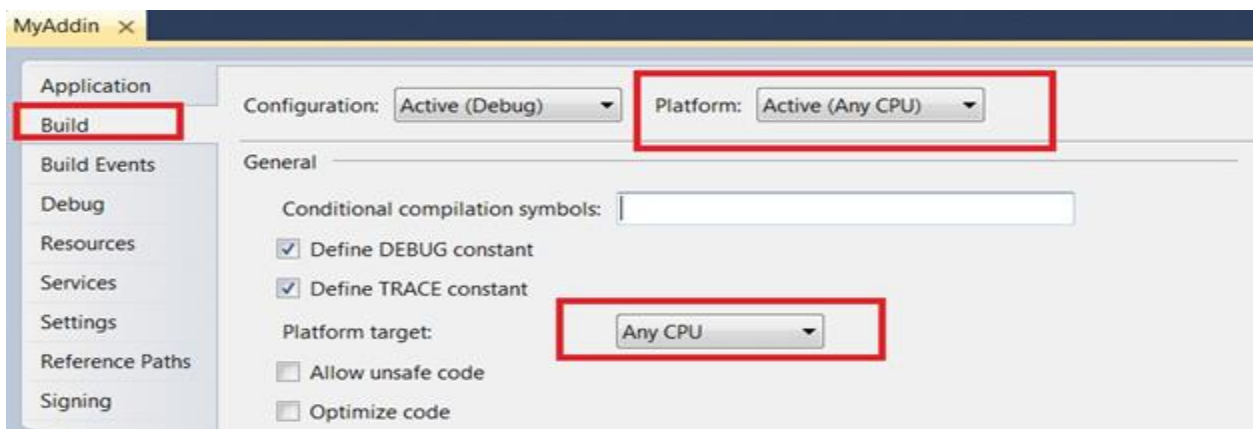 MyAddin ×
Application
Build
Build Events
Debug
Resources
Services
Settings
Reference Paths
Signing
Configuration: Active (Debug) Platform: Active (Any CPU)
General
Conditional compilation symbols:
Define DEBUG constant
Define TRACE constant
Platform target: Any CPU
Allow unsafe code
Optimize code